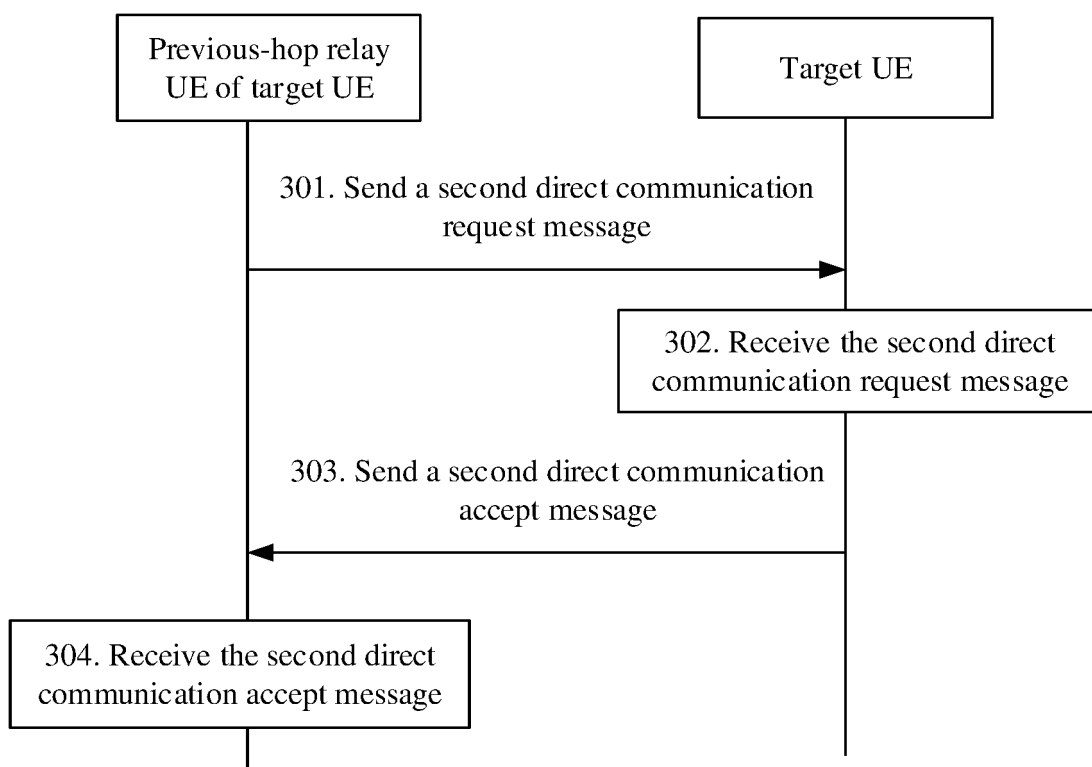 Previous-hop relay
UE of target UE
Target UE
301. Send a second direct communication
request message
302. Receive the second direct
communication request message
303. Send a second direct communication
accept message
304. Receive the second direct
communication accept message